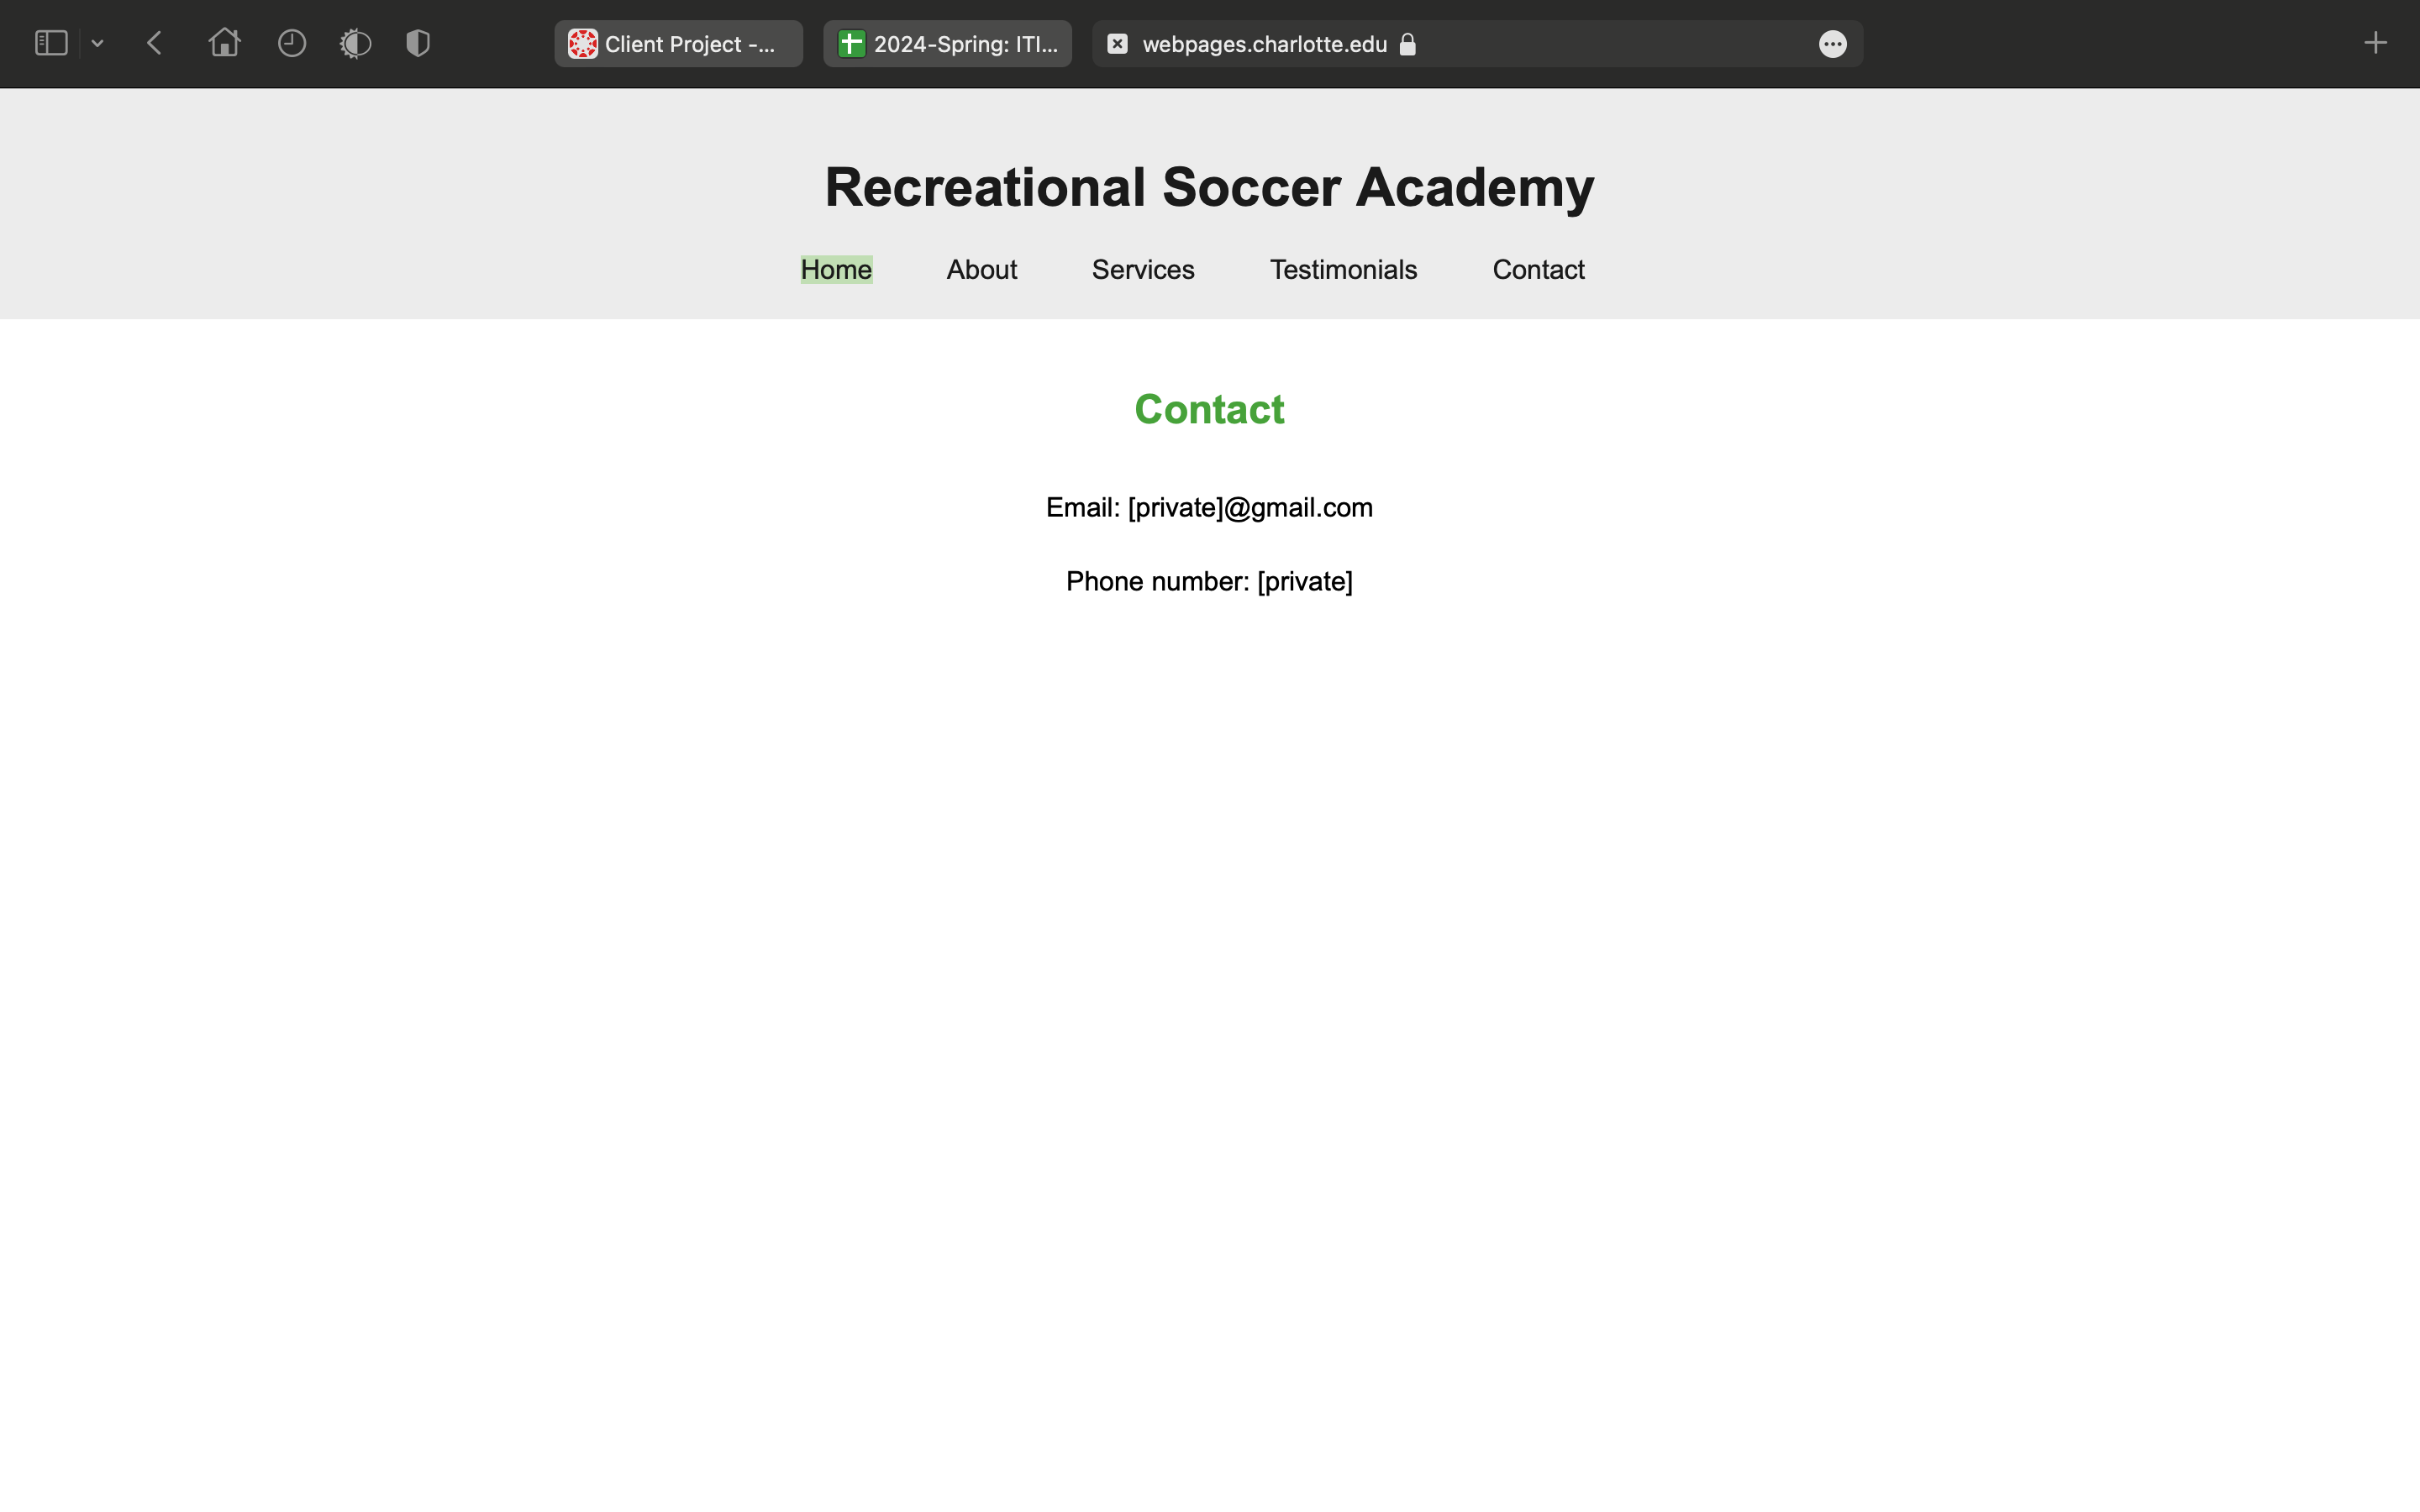 Client Project -...
2024-Spring: ITI...
webpages.charlotte.edu
Recreational Soccer Academy
Home About Services Testimonials Contact
Contact
Email: [private]@gmail.com
Phone number: [private]